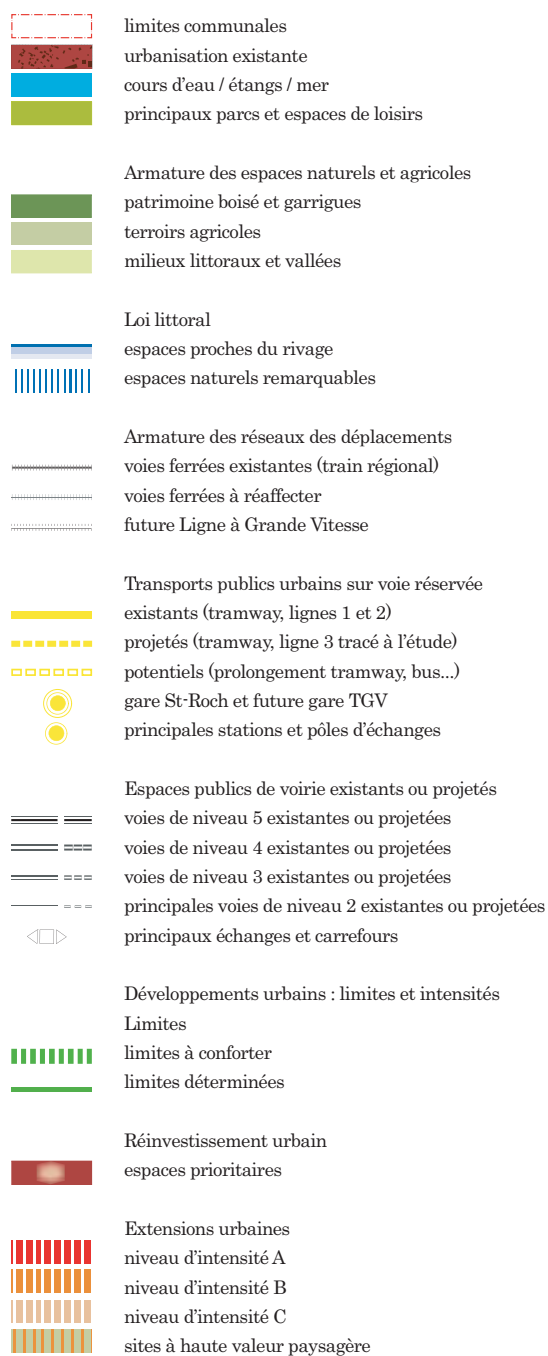 limites communales
urbanisation existante
cours d'eau / étangs / mer
principaux parcs et espaces de loisirs
Armature des espaces naturels et agricoles
patrimoine boisé et garrigues
terroirs agricoles
milieux littoraux et vallées
Loi littoral
espaces proches du rivage
espaces naturels remarquables
Armature des réseaux des déplacements
voies ferrées existantes (train régional)
voies ferrées à réaffecter
future Ligne à Grande Vitesse
Transports publics urbains sur voie réservée
existants (tramway, lignes 1 et 2)
projetés (tramway, ligne 3 tracé à l'étude)
potentiels (prolongement tramway, bus...)
gare St-Roch et future gare TGV
principales stations et pôles d'échanges
Espaces publics de voirie existants ou projetés
voies de niveau 5 existantes ou projetées
voies de niveau 4 existantes ou projetées
voies de niveau 3 existantes ou projetées
principales voies de niveau 2 existantes ou projetées
principaux échanges et carrefours
Développements urbains : limites et intensités
Limites
limites à conforter
limites déterminées
Réinvestissement urbain
espaces prioritaires
Extensions urbaines
niveau d'intensité A
niveau d'intensité B
niveau d'intensité C
sites à haute valeur paysagère